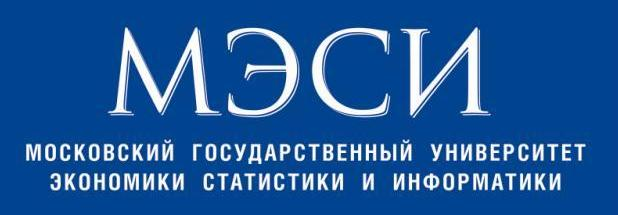 МЭСИ
МОСКОВСКИЙ ГОСУДАРСТВЕННЫЙ УНИВЕРСИТЕТ
ЭКОНОМИКИ СТАТИСТИКИ И ИНФОРМАТИКИ